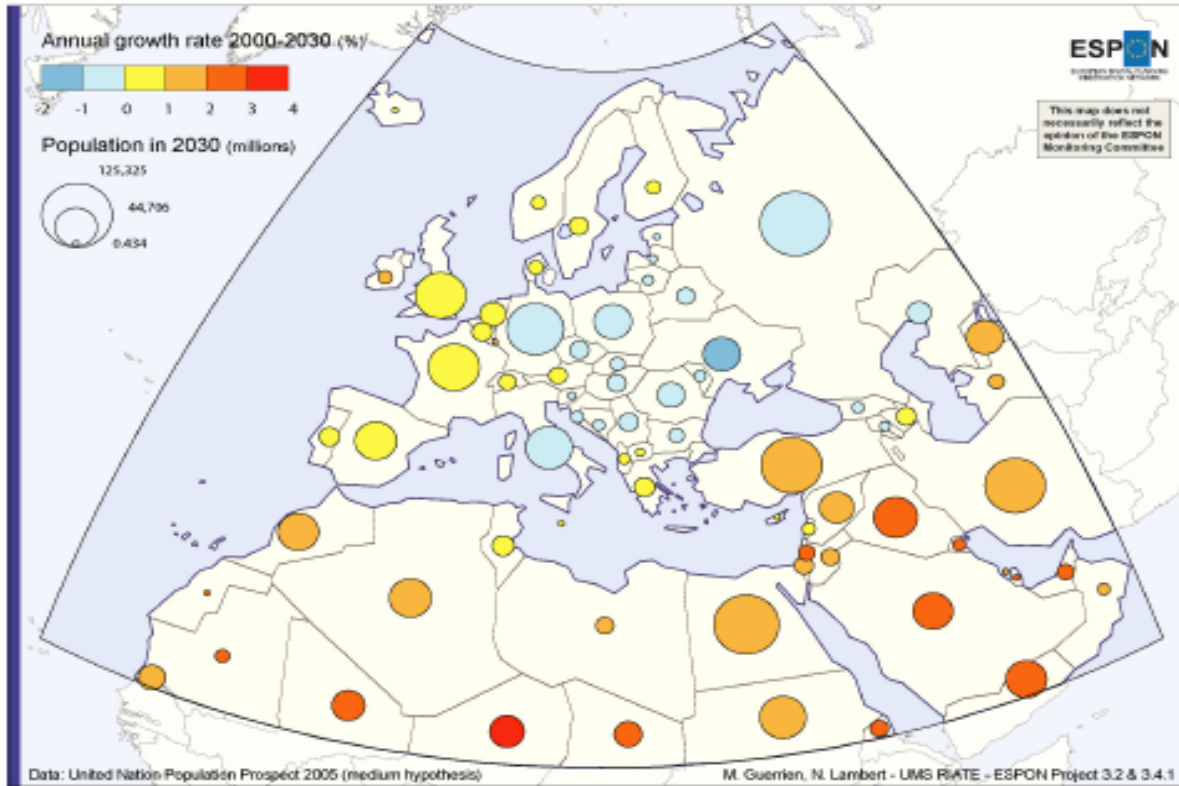 Annual growth rate 2000-2030 (%)
-2 -1 0 1 2 3 4
Population in 2030 (millions)
125,325
44,706
0.434
ESPON
This map does not
necessarily reflect the
opinion of the ESPON
Monitoring Committee
Data: United Nation Population Prospect 2005 (medium hypothesis)
M. Guerrien, N. Lambert - UMS RIATE - ESPON Project 3.2 & 3.4.1